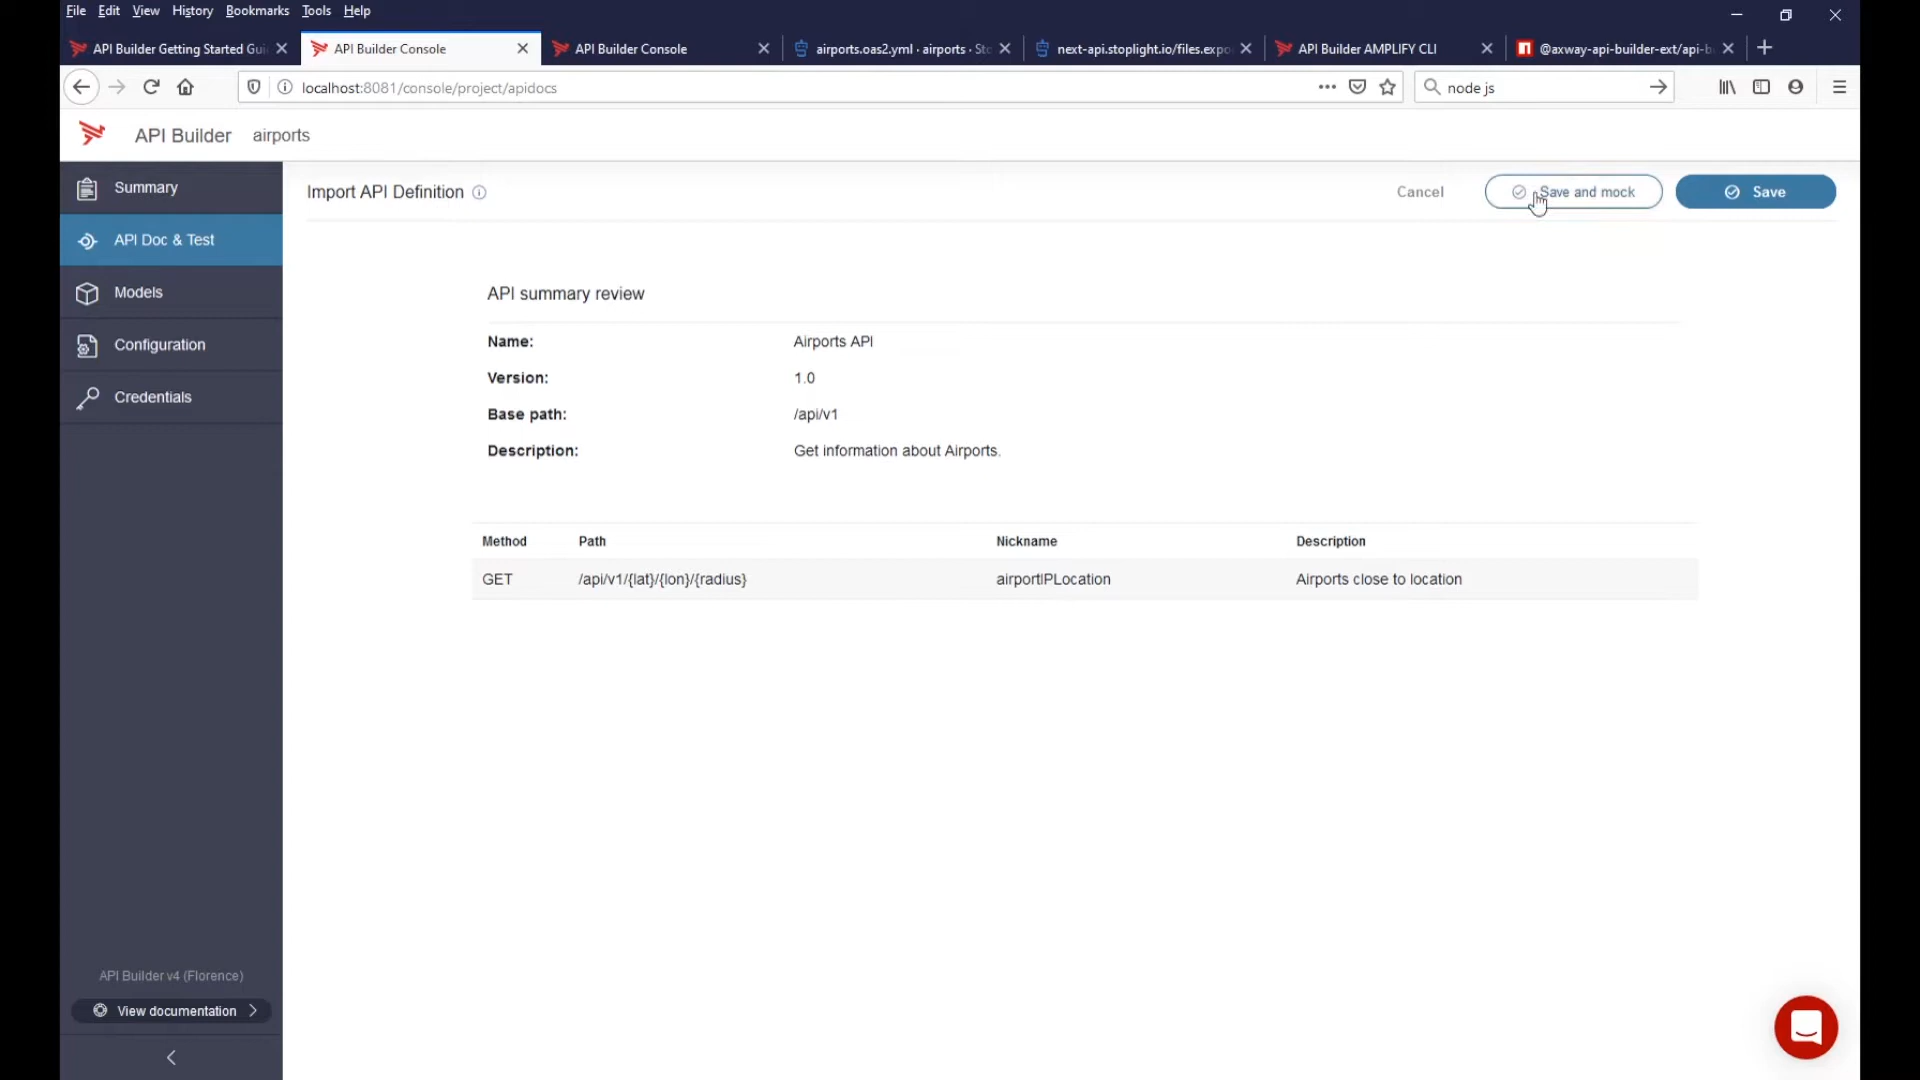 File Edit View History Bookmarks Tools Help
API Builder Getting Started Gui
API Builder Console
API Builder Console
airports.oas2.yml · airports · Sto
next-api.stoplight.io/files.expo
API Builder AMPLIFY CLI
@axway-api-builder-ext/api-b
localhost:8081/console/project/apidocs
node js
API Builder airports
Summary
API Doc & Test
Models
Configuration
Credentials
API Builder v4 (Florence)
View documentation
Import API Definition
Cancel
Save and mock
Save
API summary review
Name: Airports API
Version: 1.0
Base path: /api/v1
Description: Get information about Airports.
Method Path Nickname Description
GET /api/v1/{lat}/{lon}/{radius} airportIPLocation Airports close to location